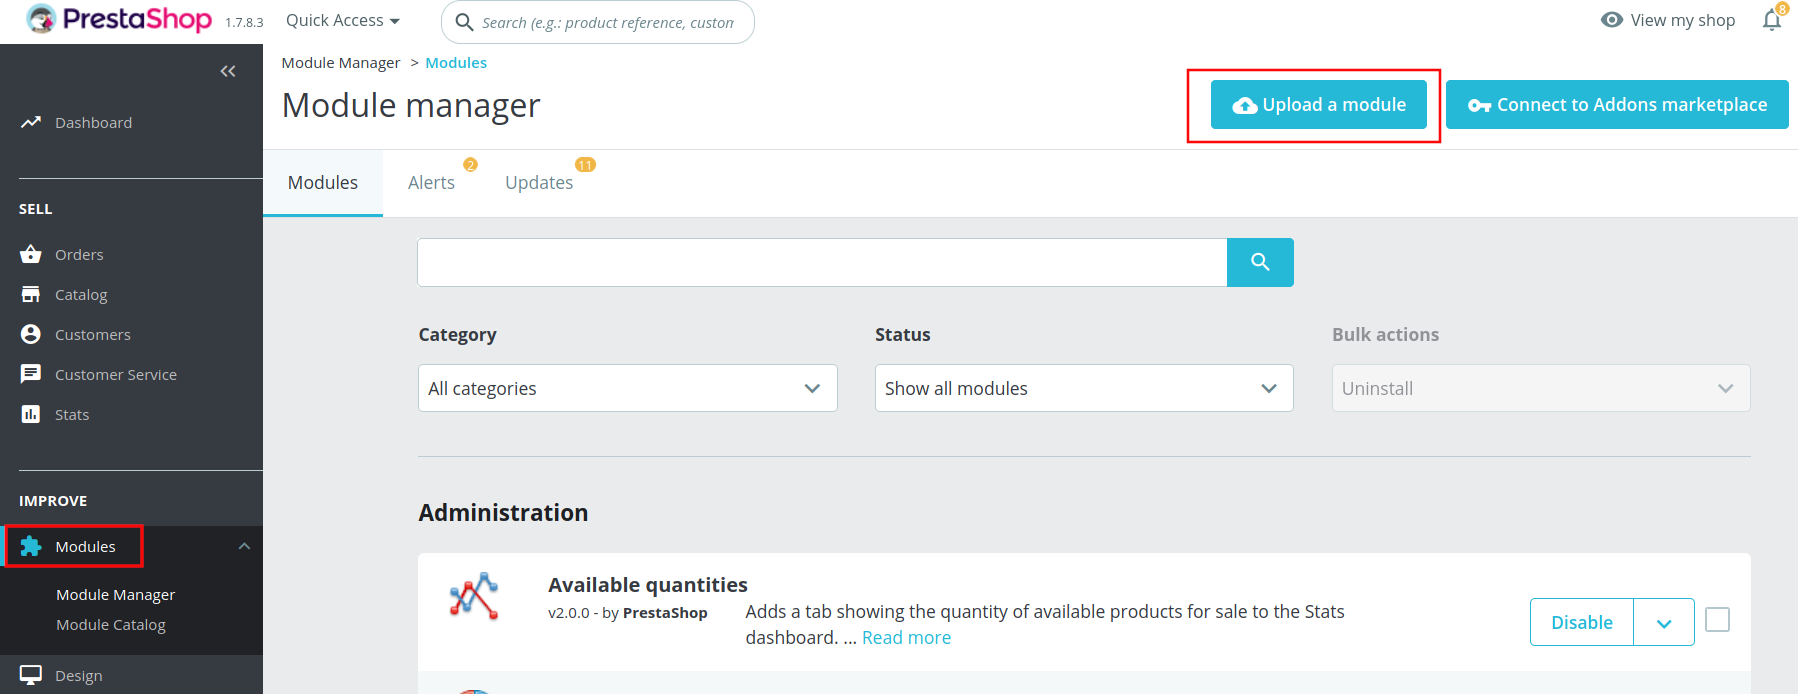 PrestaShop 1.7.8.3 Quick Access Search (e.g.: product reference, custom View my shop 8
Module Manager > Modules
Module manager
Upload a module Connect to Addons marketplace
Dashboard
Modules Alerts 2 Updates 11
SELL
Orders
Catalog
Customers
Customer Service
Stats
Category Status Bulk actions
All categories Show all modules Uninstall
IMPROVE
Modules
Module Manager
Module Catalog
Design
Administration
Available quantities
v2.0.0 - by PrestaShop Adds a tab showing the quantity of available products for sale to the Stats
dashboard. ... Read more
Disable